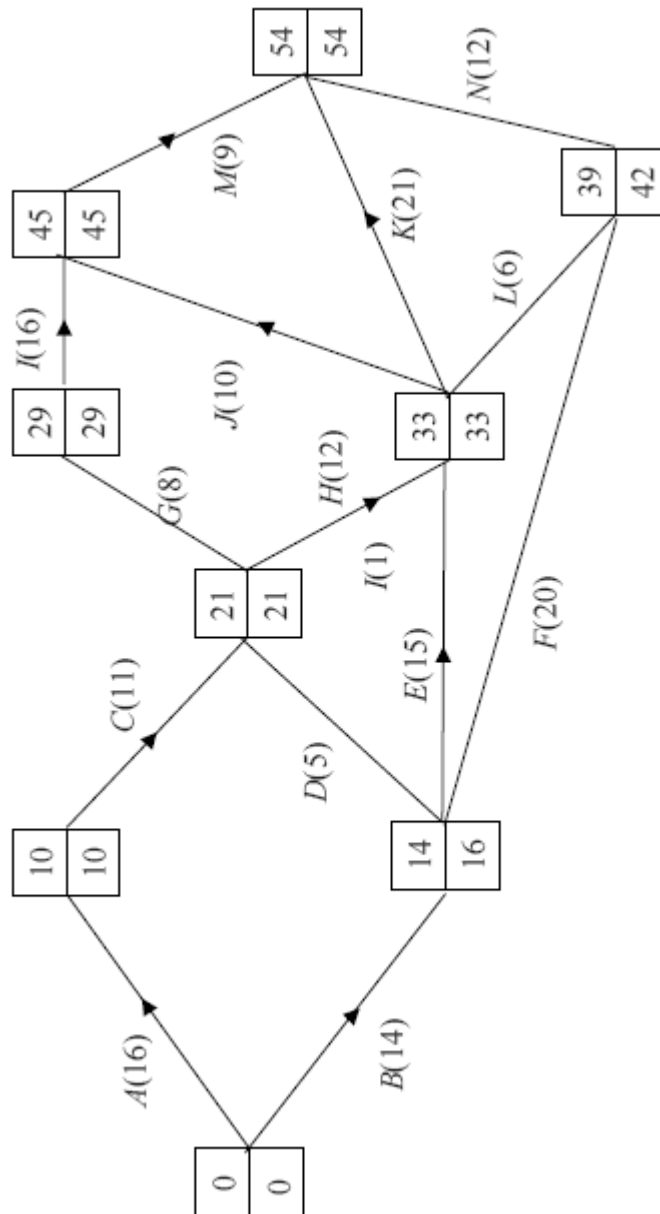 0
0
A(16)
B(14)
10
10
14
16
C(11)
D(5)
E(15)
F(20)
21
21
G(8)
H(12)
I(1)
29
29
33
33
I(16)
J(10)
K(21)
L(6)
45
45
39
42
M(9)
N(12)
54
54